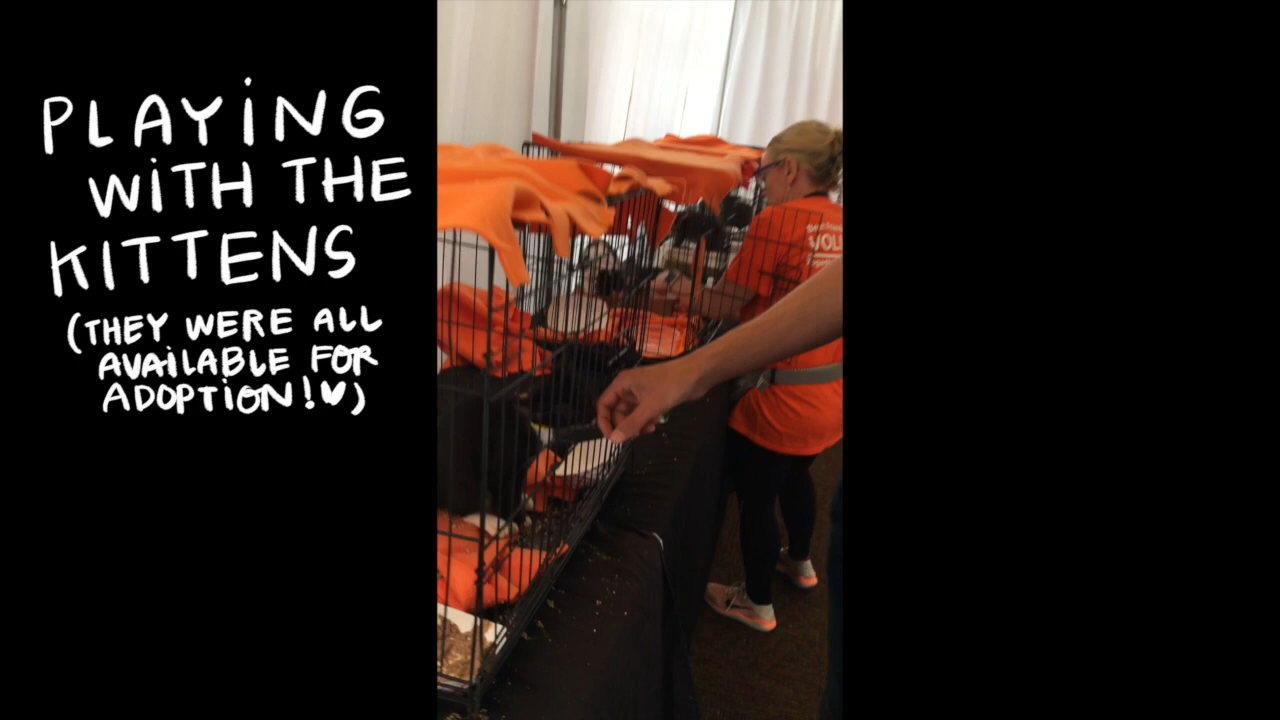 PLAYING
WITH THE
KITTENS
(THEY WERE ALL
AVAILABLE FOR
ADOPTION!♥)